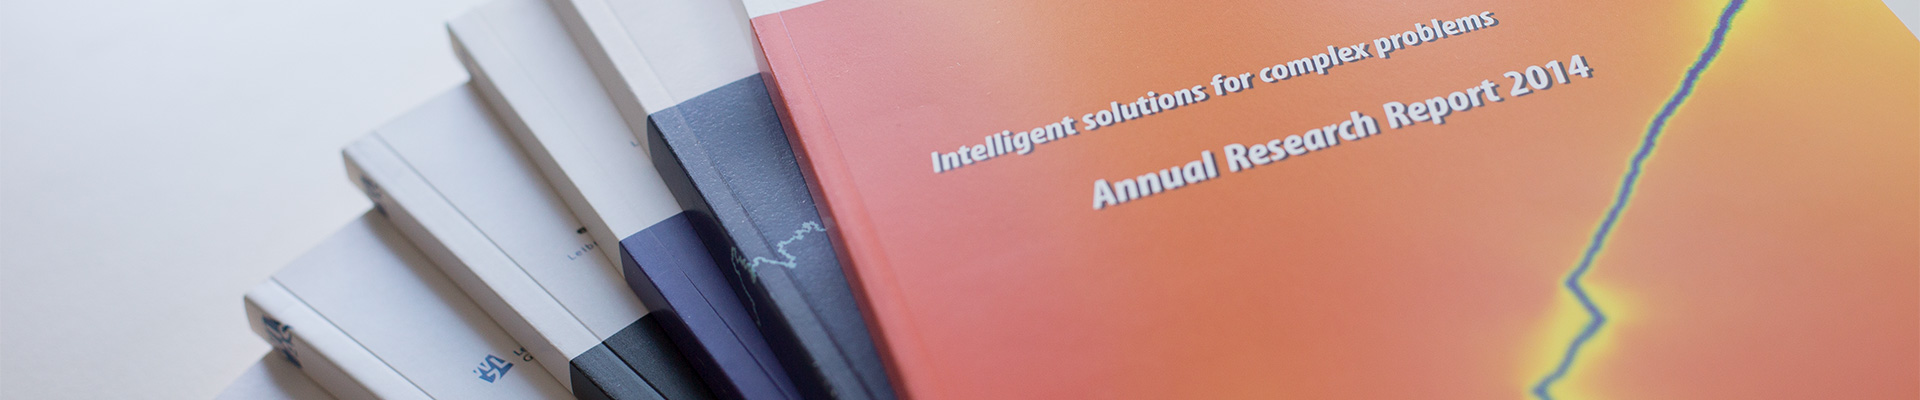 Intelligent solutions for complex problems
Annual Research Report 2014